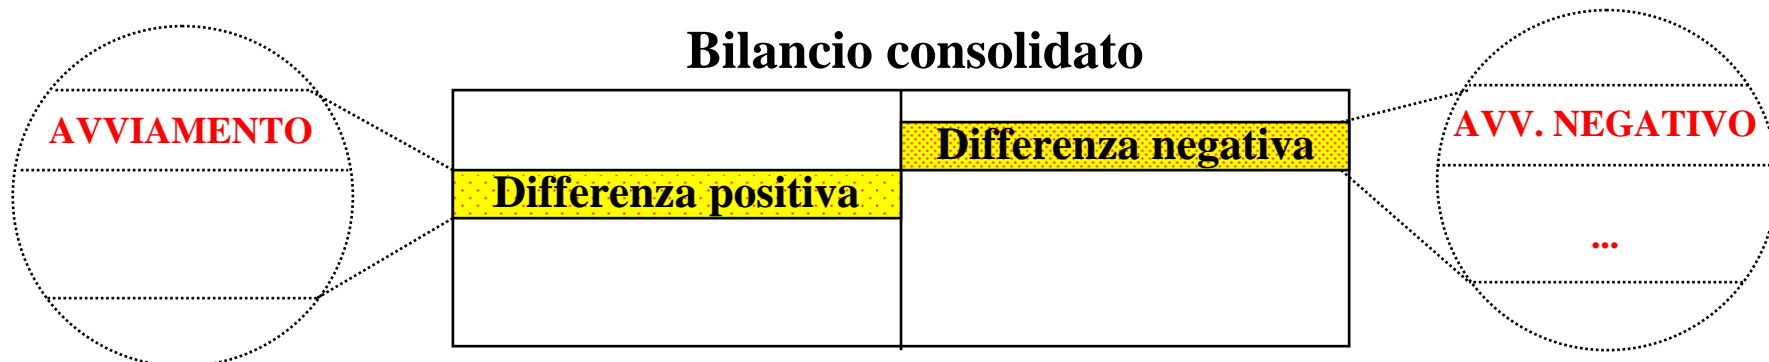 Bilancio consolidato
AVVIAMENTO
AVV. NEGATIVO
Differenza negativa
Differenza positiva
...